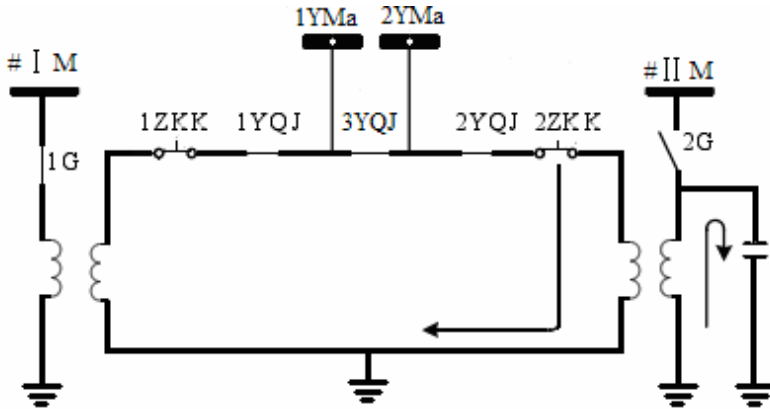 1YMa 2YMa
#ⅠM
#ⅡM
1ZKK 1YQJ 3YQJ 2YQJ 2ZKK
1G
2G